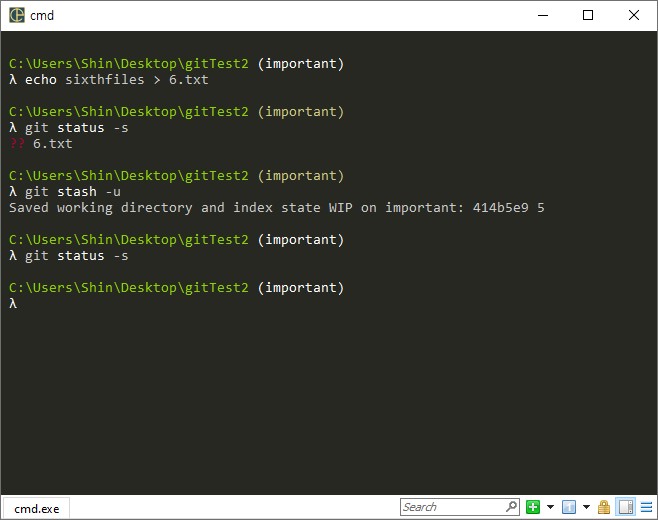 cmd
C:\Users\Shin\Desktop\gitTest2 (important)
λ echo sixthfiles > 6.txt
C:\Users\Shin\Desktop\gitTest2 (important)
λ git status -s
?? 6.txt
C:\Users\Shin\Desktop\gitTest2 (important)
λ git stash -u
Saved working directory and index state WIP on important: 414b5e9 5
C:\Users\Shin\Desktop\gitTest2 (important)
λ git status -s
C:\Users\Shin\Desktop\gitTest2 (important)
λ
cmd.exe
Search